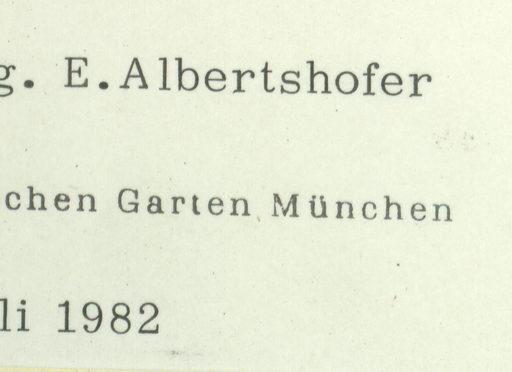 g. E.Albertshofer
chen Garten München
li 1982